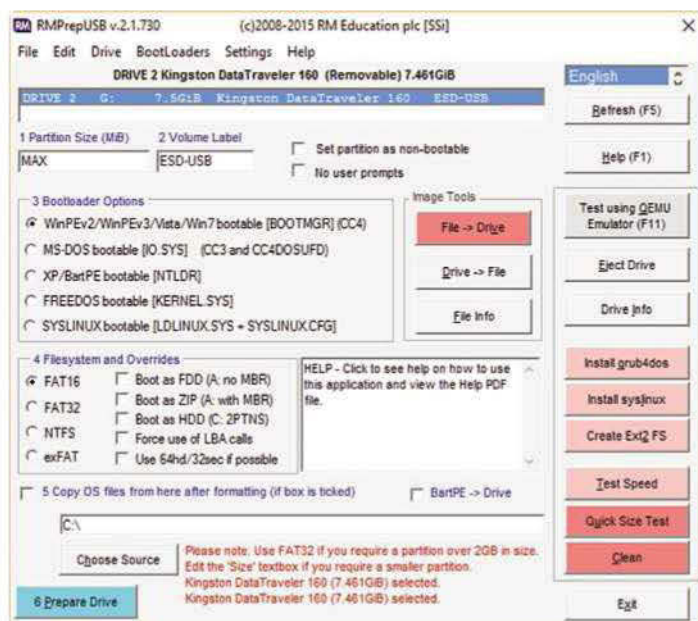 RMPrepUSB v.2.1.730 (c)2008-2015 RM Education plc [SSi]
File Edit Drive BootLoaders Settings Help
DRIVE 2 Kingston DataTraveler 160 (Removable) 7.461GiB
English
DRIVE 2 G: 7.5GiB Kingston DataTraveler 160 ESD-USB
Refresh (F5)
1 Partition Size (MiB) 2 Volume Label
MAX
ESD-USB
Set partition as non-bootable
No user prompts
Help (F1)
3 Bootloader Options
WinPEv2/WinPEv3/Vista/Win7 bootable [BOOTMGR] (CC4)
MS-DOS bootable [IO.SYS] (CC3 and CC4DOSUFD)
XP/BartPE bootable [NTLDR]
FREEDOS bootable [KERNEL.SYS]
SYSLINUX bootable [LDLINUX.SYS + SYSLINUX.CFG]
Image Tools
File -> Drive
Drive -> File
File Info
Test using QEMU
Emulator (F11)
Eject Drive
Drive Info
4 Filesystem and Overrides
FAT16
FAT32
NTFS
exFAT
Boot as FDD (A: no MBR)
Boot as ZIP (A: with MBR)
Boot as HDD (C: 2PTNS)
Force use of LBA calls
Use 64hd/32sec if possible
HELP - Click to see help on how to use
this application and view the Help PDF
file.
Install grub4dos
Install syslinux
Create Ext2 FS
5 Copy OS files from here after formatting (if box is ticked)
BartPE -> Drive
Test Speed
C:\
Quick Size Test
Choose Source
Please note. Use FAT32 if you require a partition over 2GB in size.
Edit the 'Size' textbox if you require a smaller partition.
Kingston DataTraveler 160 (7.461GiB) selected.
Kingston DataTraveler 160 (7.461GiB) selected.
Clean
6 Prepare Drive
Exit